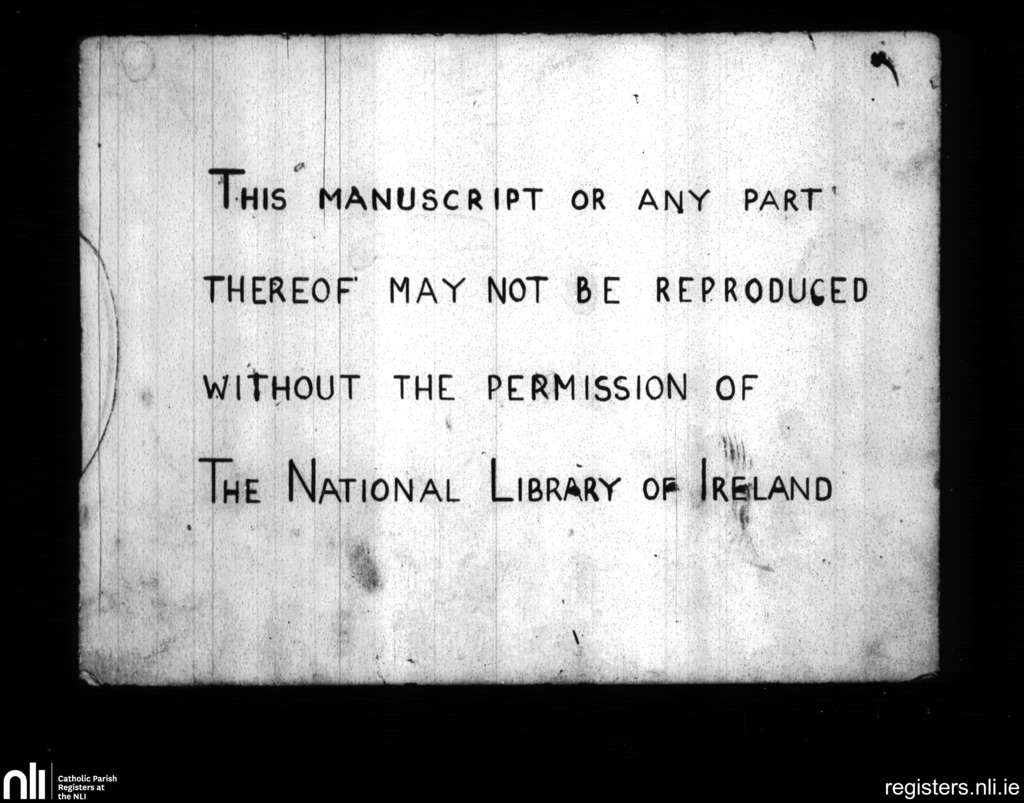 THIS MANUSCRIPT OR ANY PART
THEREOF MAY NOT BE REPRODUCED
WITHOUT THE PERMISSION OF
THE NATIONAL LIBRARY OF IRELAND
nli
Catholic Parish
Registers at
the NLI
registers.nli.ie